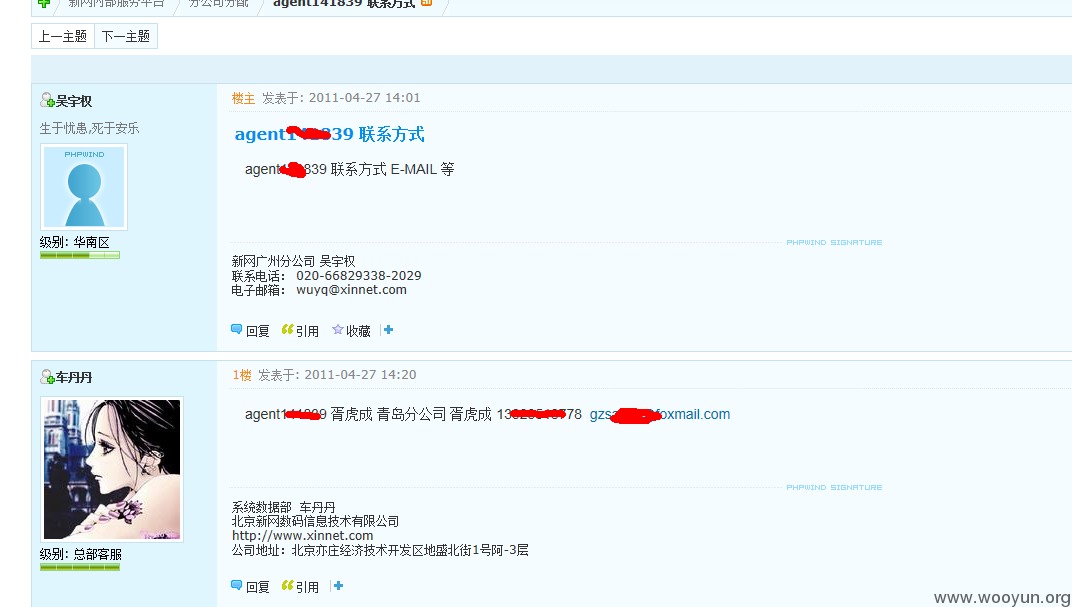 新网内部服务平台 分公司分配 agent141839 联系方式
上一主题 下一主题
吴宇权
楼主 发表于: 2011-04-27 14:01
生于忧患,死于安乐
agent 839 联系方式
PHPWIND
agent 839 联系方式 E-MAIL 等
级别: 华南区
PHPWIND SIGNATURE
新网广州分公司 吴宇权
联系电话: 020-66829338-2029
电子邮箱: wuyq@xinnet.com
回复 引用 收藏
车丹丹
1楼 发表于: 2011-04-27 14:20
agent 胥虎成 青岛分公司 胥虎成 13 78 gzs foxmail.com
PHPWIND SIGNATURE
系统数据部 车丹丹
北京新网数码信息技术有限公司
http://www.xinnet.com
公司地址: 北京亦庄经济技术开发区地盛北街1号阿-3层
级别: 总部客服
回复 引用
www.wooyun.org